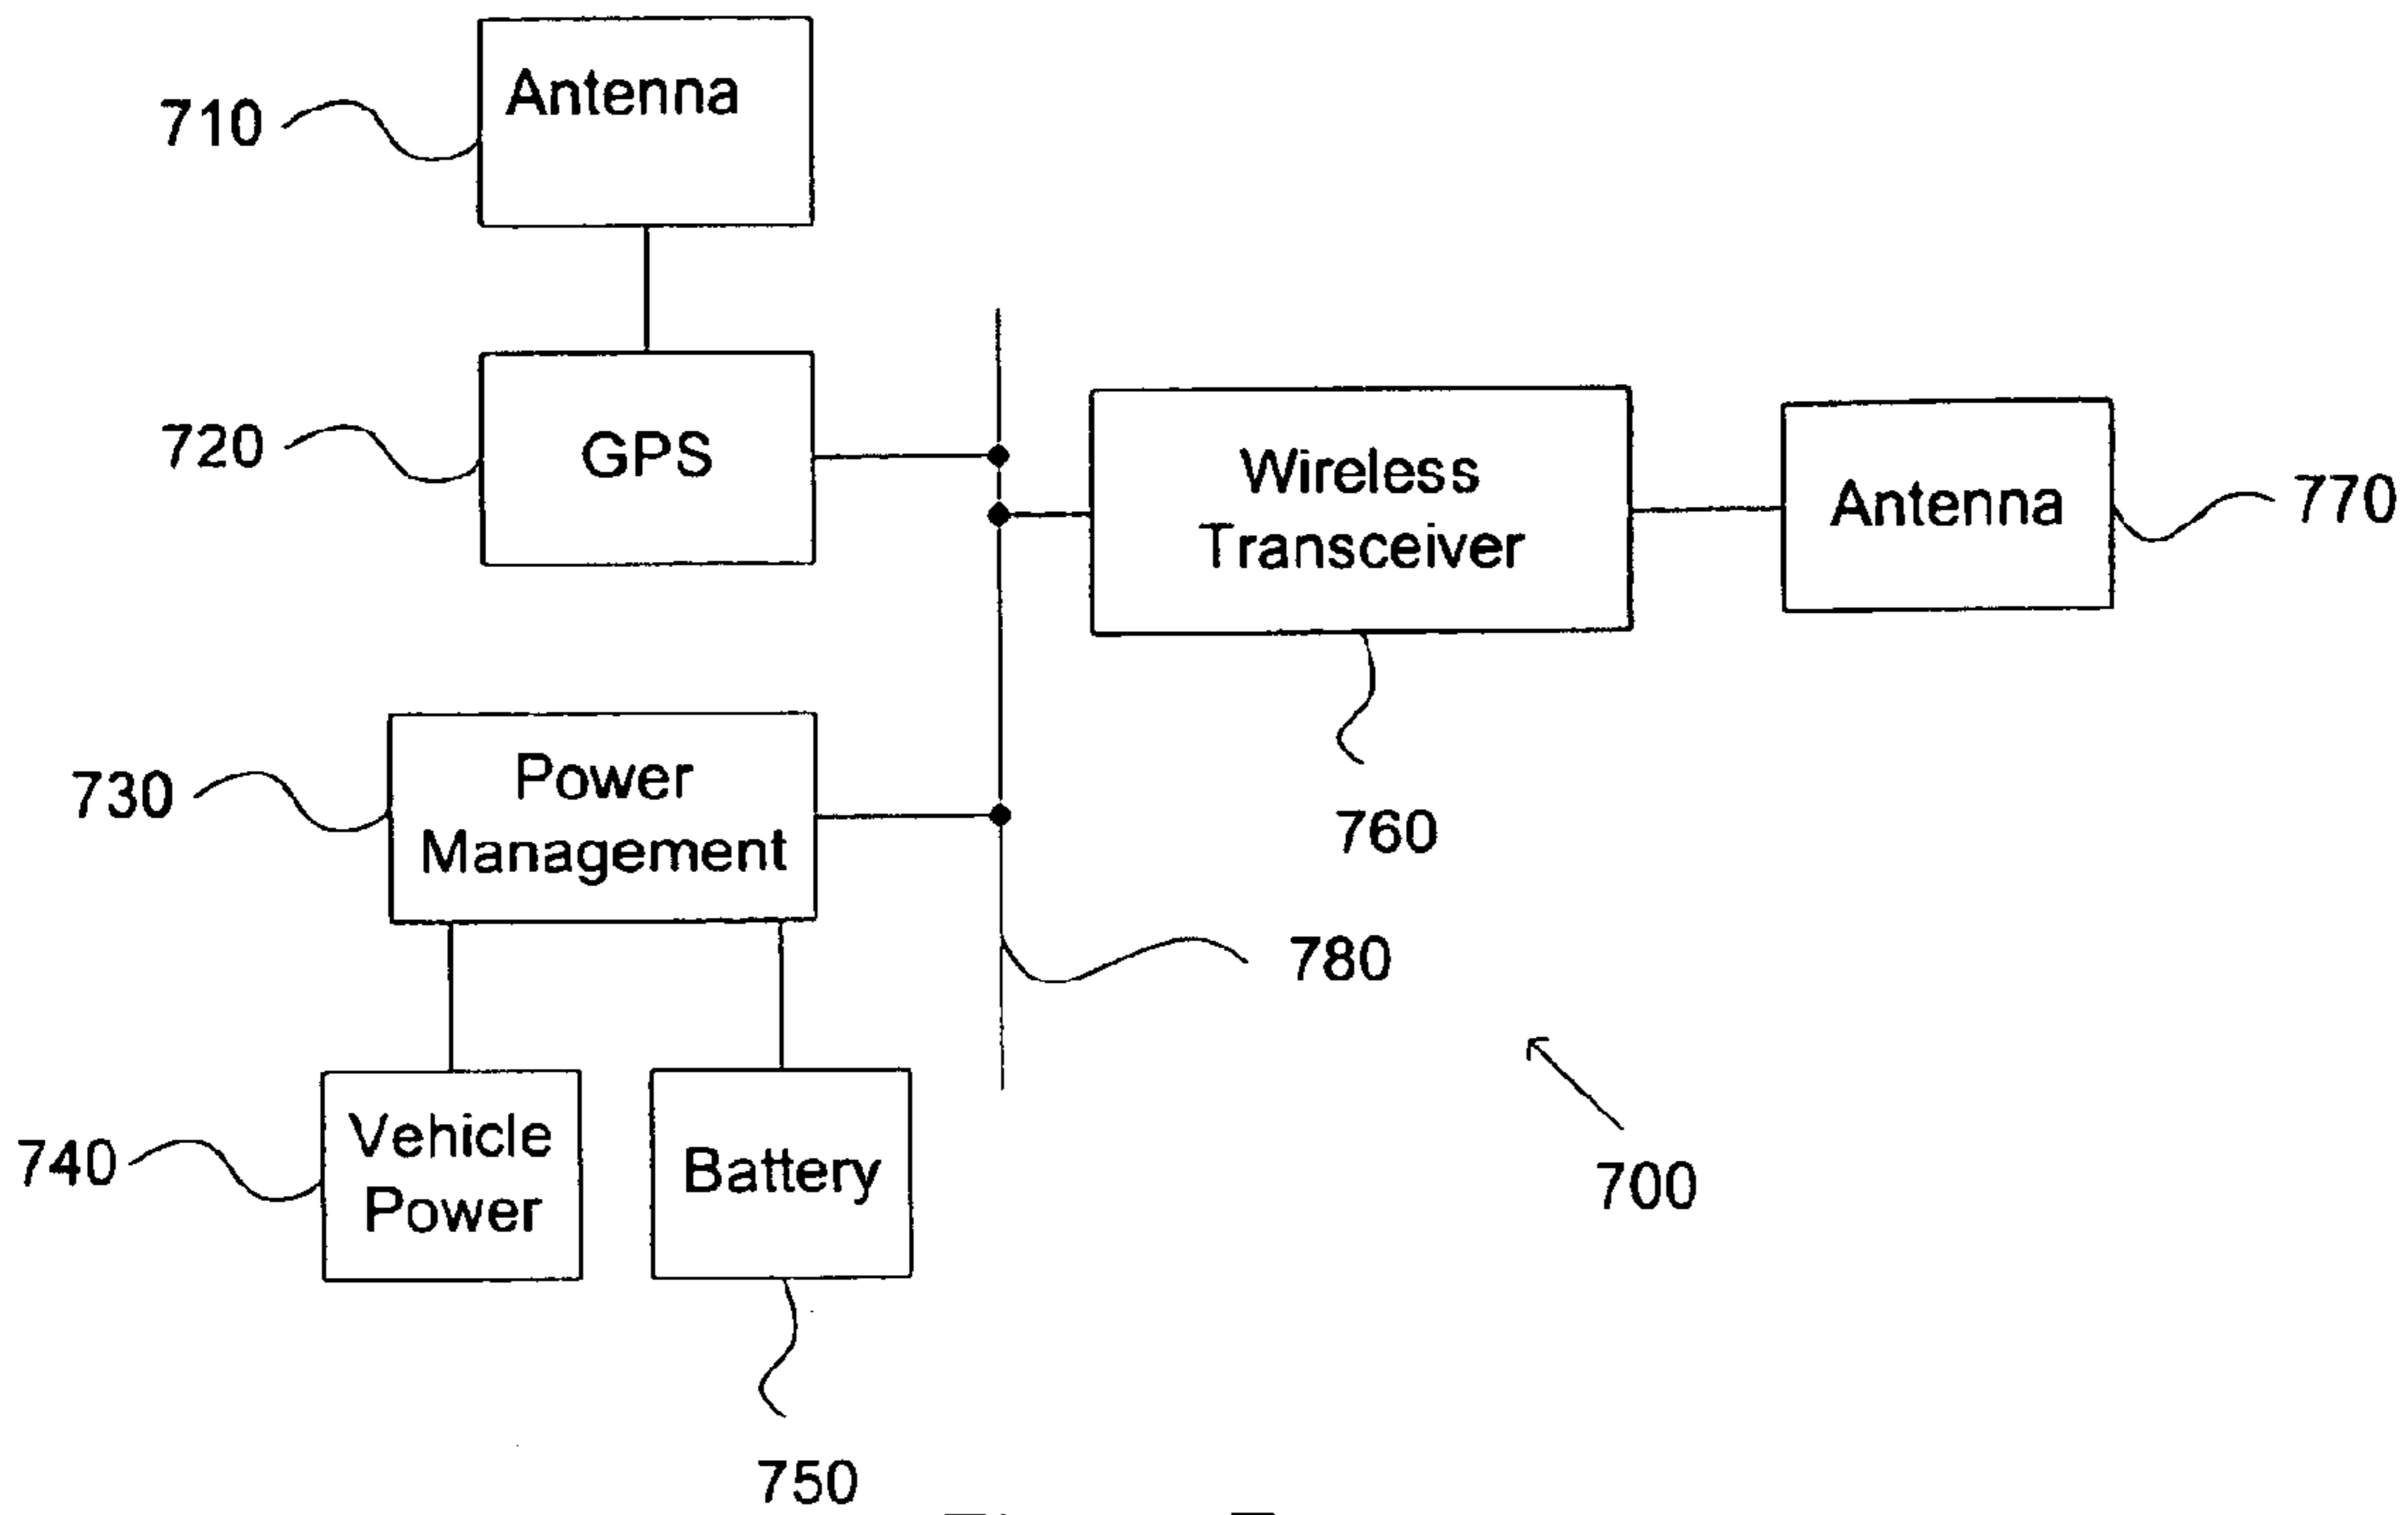 Antenna
710
720
GPS
Wireless
Transceiver
Antenna
770
730
Power
Management
760
780
740
Vehicle
Power
Battery
700
750